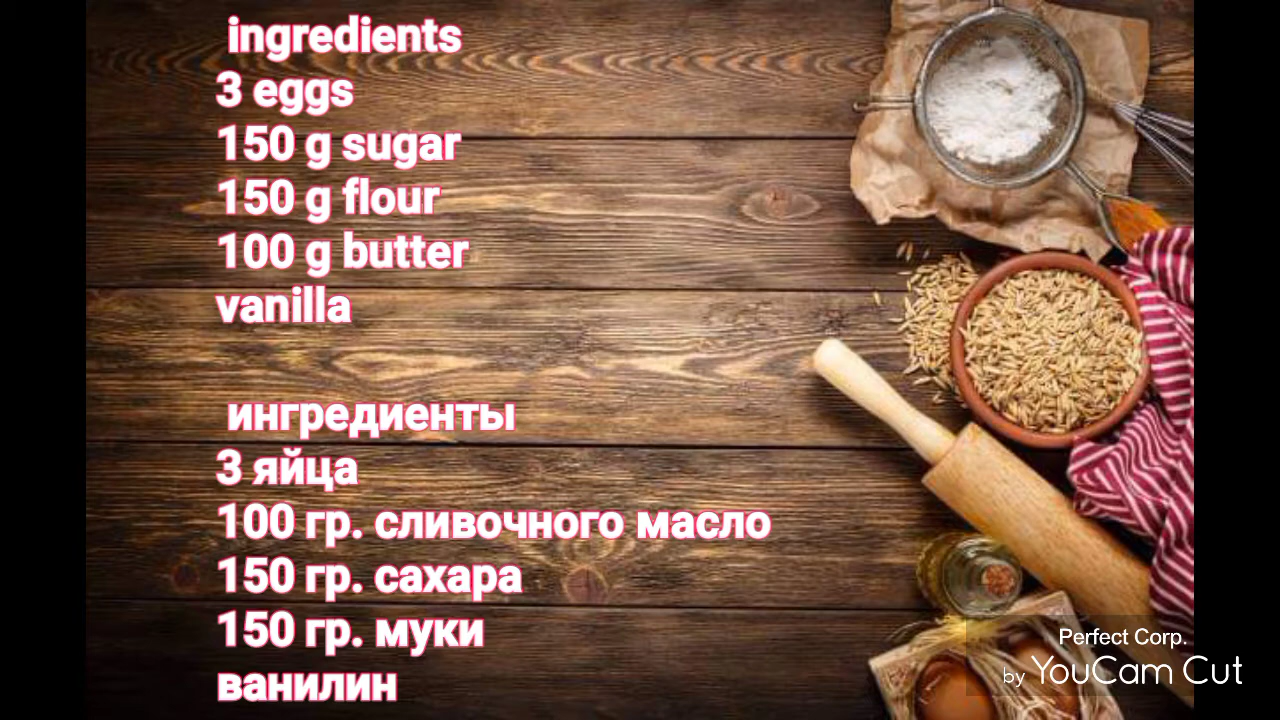 ingredients
3 eggs
150 g sugar
150 g flour
100 g butter
vanilla
ингредиенты
3 яйца
100 гр. сливочного масло
150 гр. сахара
150 гр. муки
ванилин
Perfect Corp.
by YouCam Cut